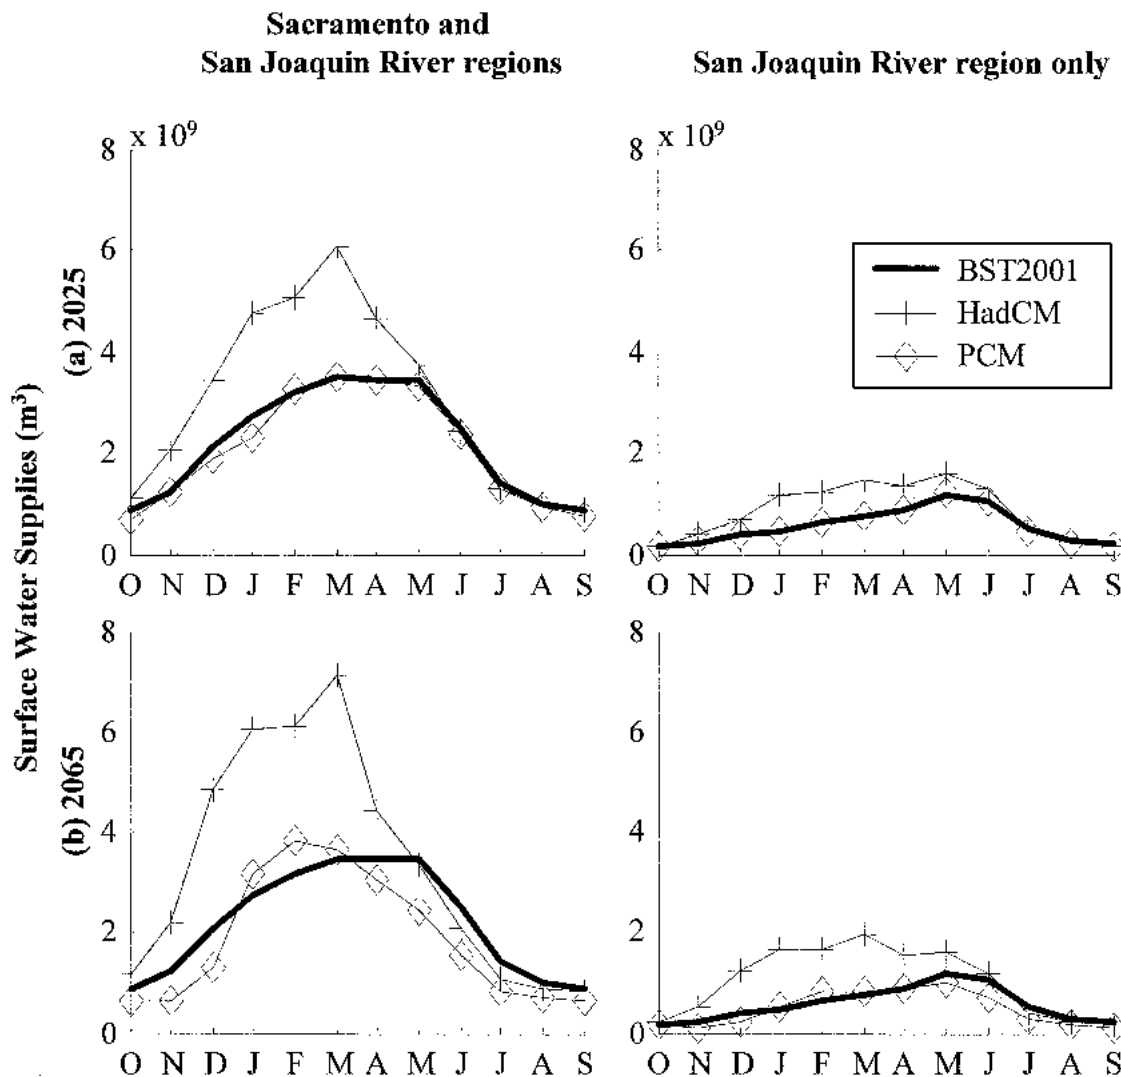 Sacramento and
San Joaquin River regions
San Joaquin River region only
Surface Water Supplies (m³)
(a) 2025
x 10⁹
8
6
4
2
0
O N D J F M A M J J A S
x 10⁹
8
6
4
2
0
O N D J F M A M J J A S
BST2001
HadCM
PCM
(b) 2065
8
6
4
2
0
O N D J F M A M J J A S
8
6
4
2
0
O N D J F M A M J J A S